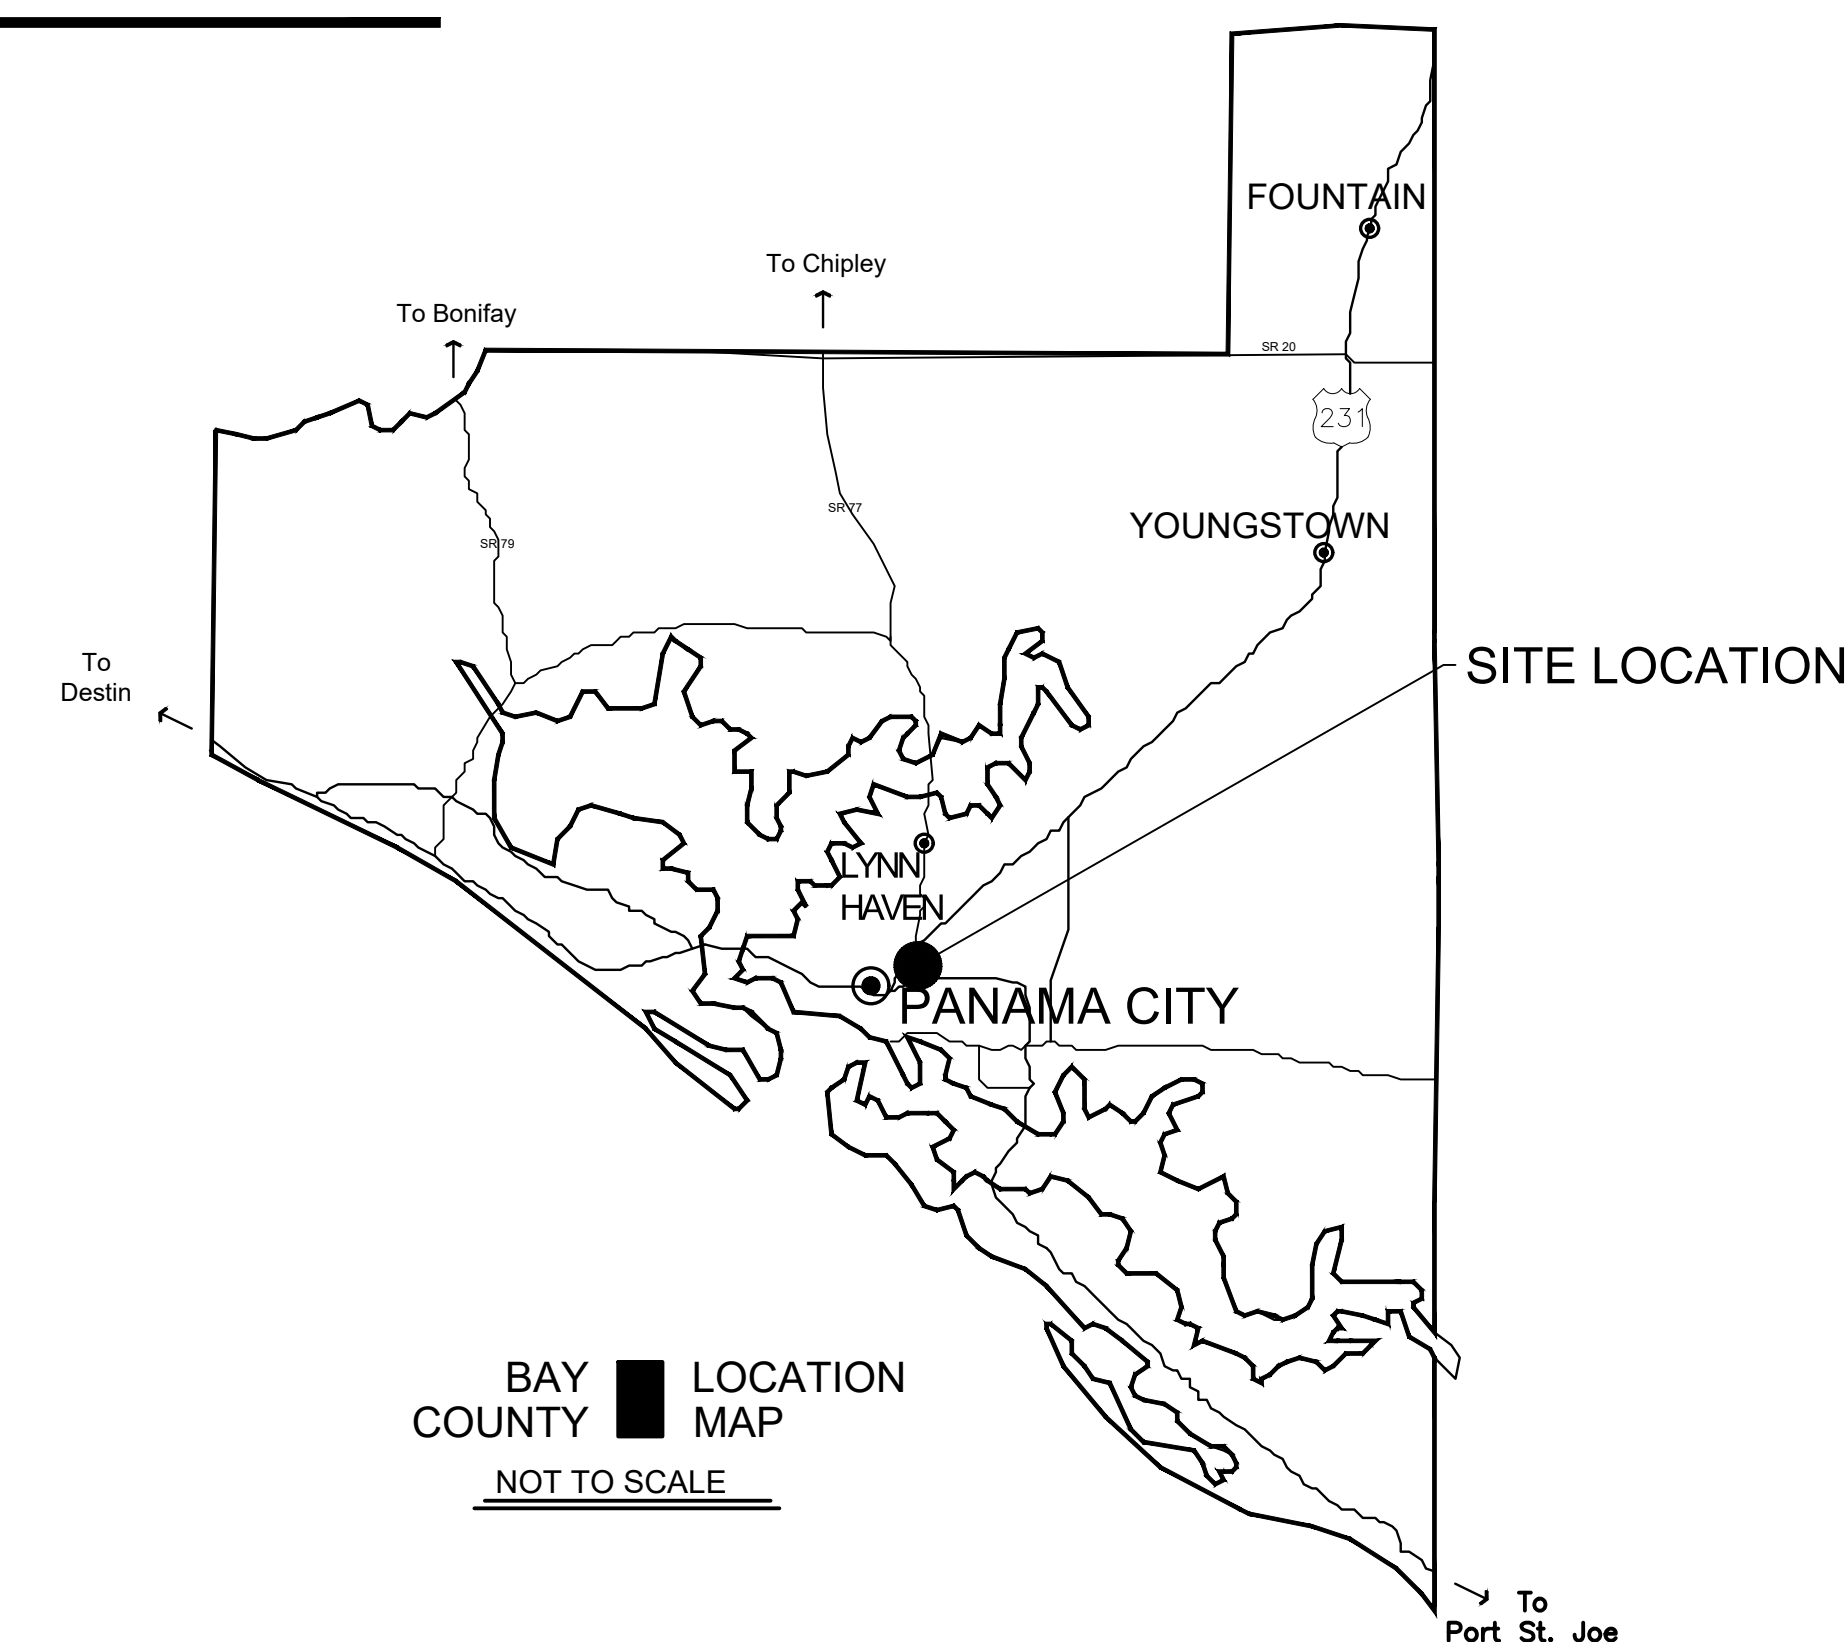 FOUNTAIN
To Chipley
To Bonifay
SR 20
231
SR 77
YOUNGSTOWN
SR 79
To
Destin
SITE LOCATION
LYNN
HAVEN
PANAMA CITY
BAY
COUNTY
LOCATION
MAP
NOT TO SCALE
To
Port St. Joe